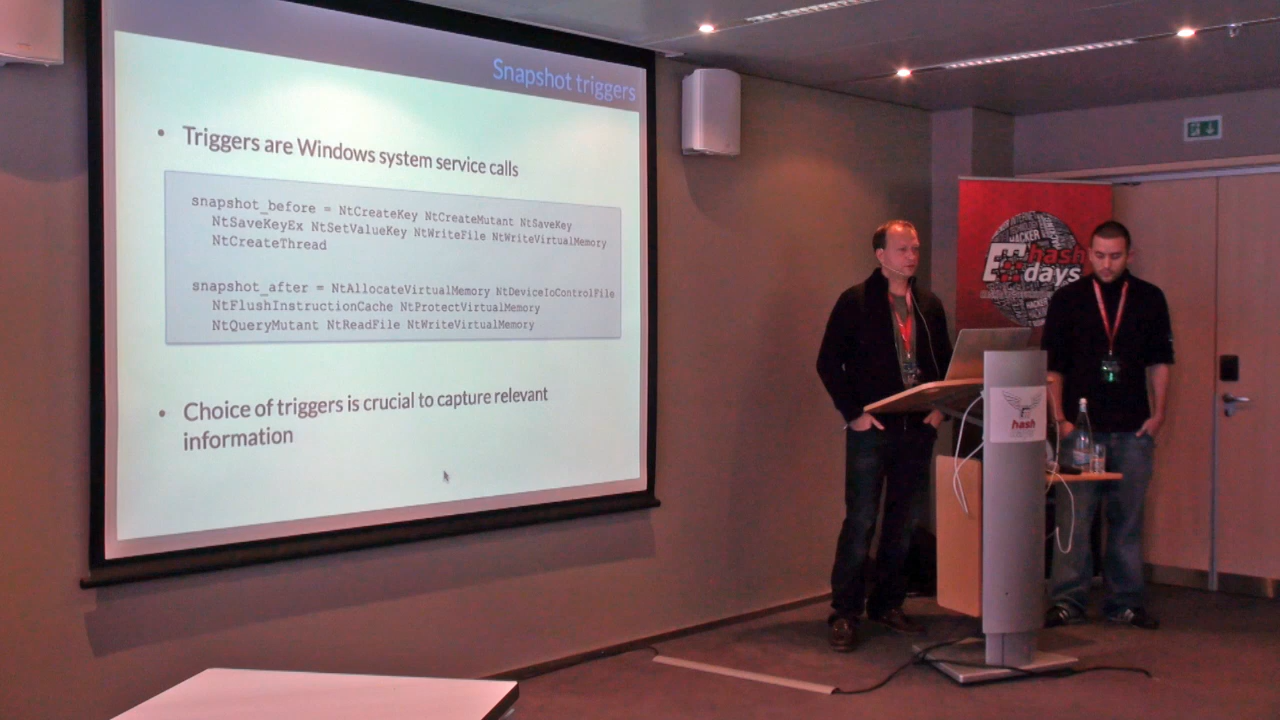 Snapshot triggers
• Triggers are Windows system service calls
snapshot_before = NtCreateKey NtCreateMutant NtSaveKey
NtSaveKeyEx NtSetValueKey NtWriteFile NtWriteVirtualMemory
NtCreateThread
snapshot_after = NtAllocateVirtualMemory NtDeviceIoControlFile
NtFlushInstructionCache NtProtectVirtualMemory
NtQueryMutant NtReadFile NtWriteVirtualMemory
• Choice of triggers is crucial to capture relevant
information
HACKER
hash
days
hash